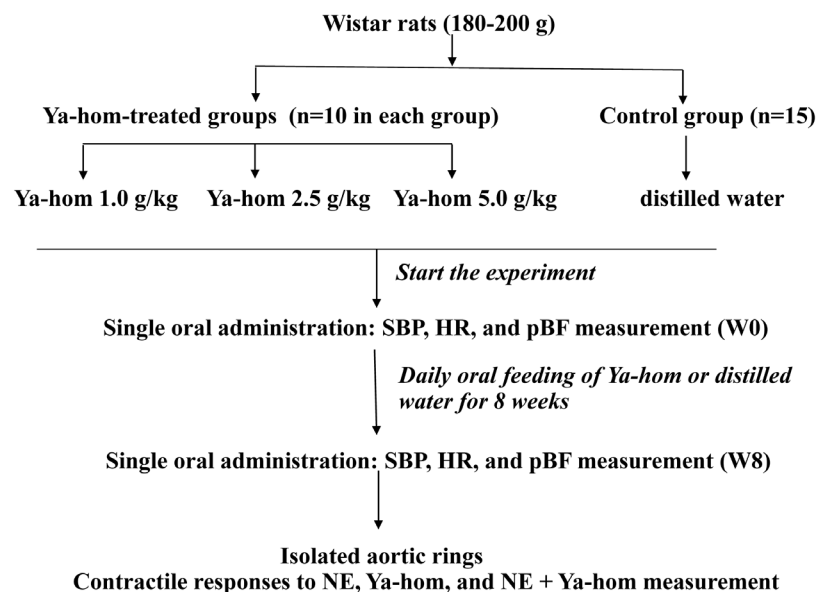 Wistar rats (180-200 g)
Ya-hom-treated groups (n=10 in each group)
Control group (n=15)
Ya-hom 1.0 g/kg
Ya-hom 2.5 g/kg
Ya-hom 5.0 g/kg
distilled water
Start the experiment
Single oral administration: SBP, HR, and pBF measurement (W0)
Daily oral feeding of Ya-hom or distilled
water for 8 weeks
Single oral administration: SBP, HR, and pBF measurement (W8)
Isolated aortic rings
Contractile responses to NE, Ya-hom, and NE + Ya-hom measurement